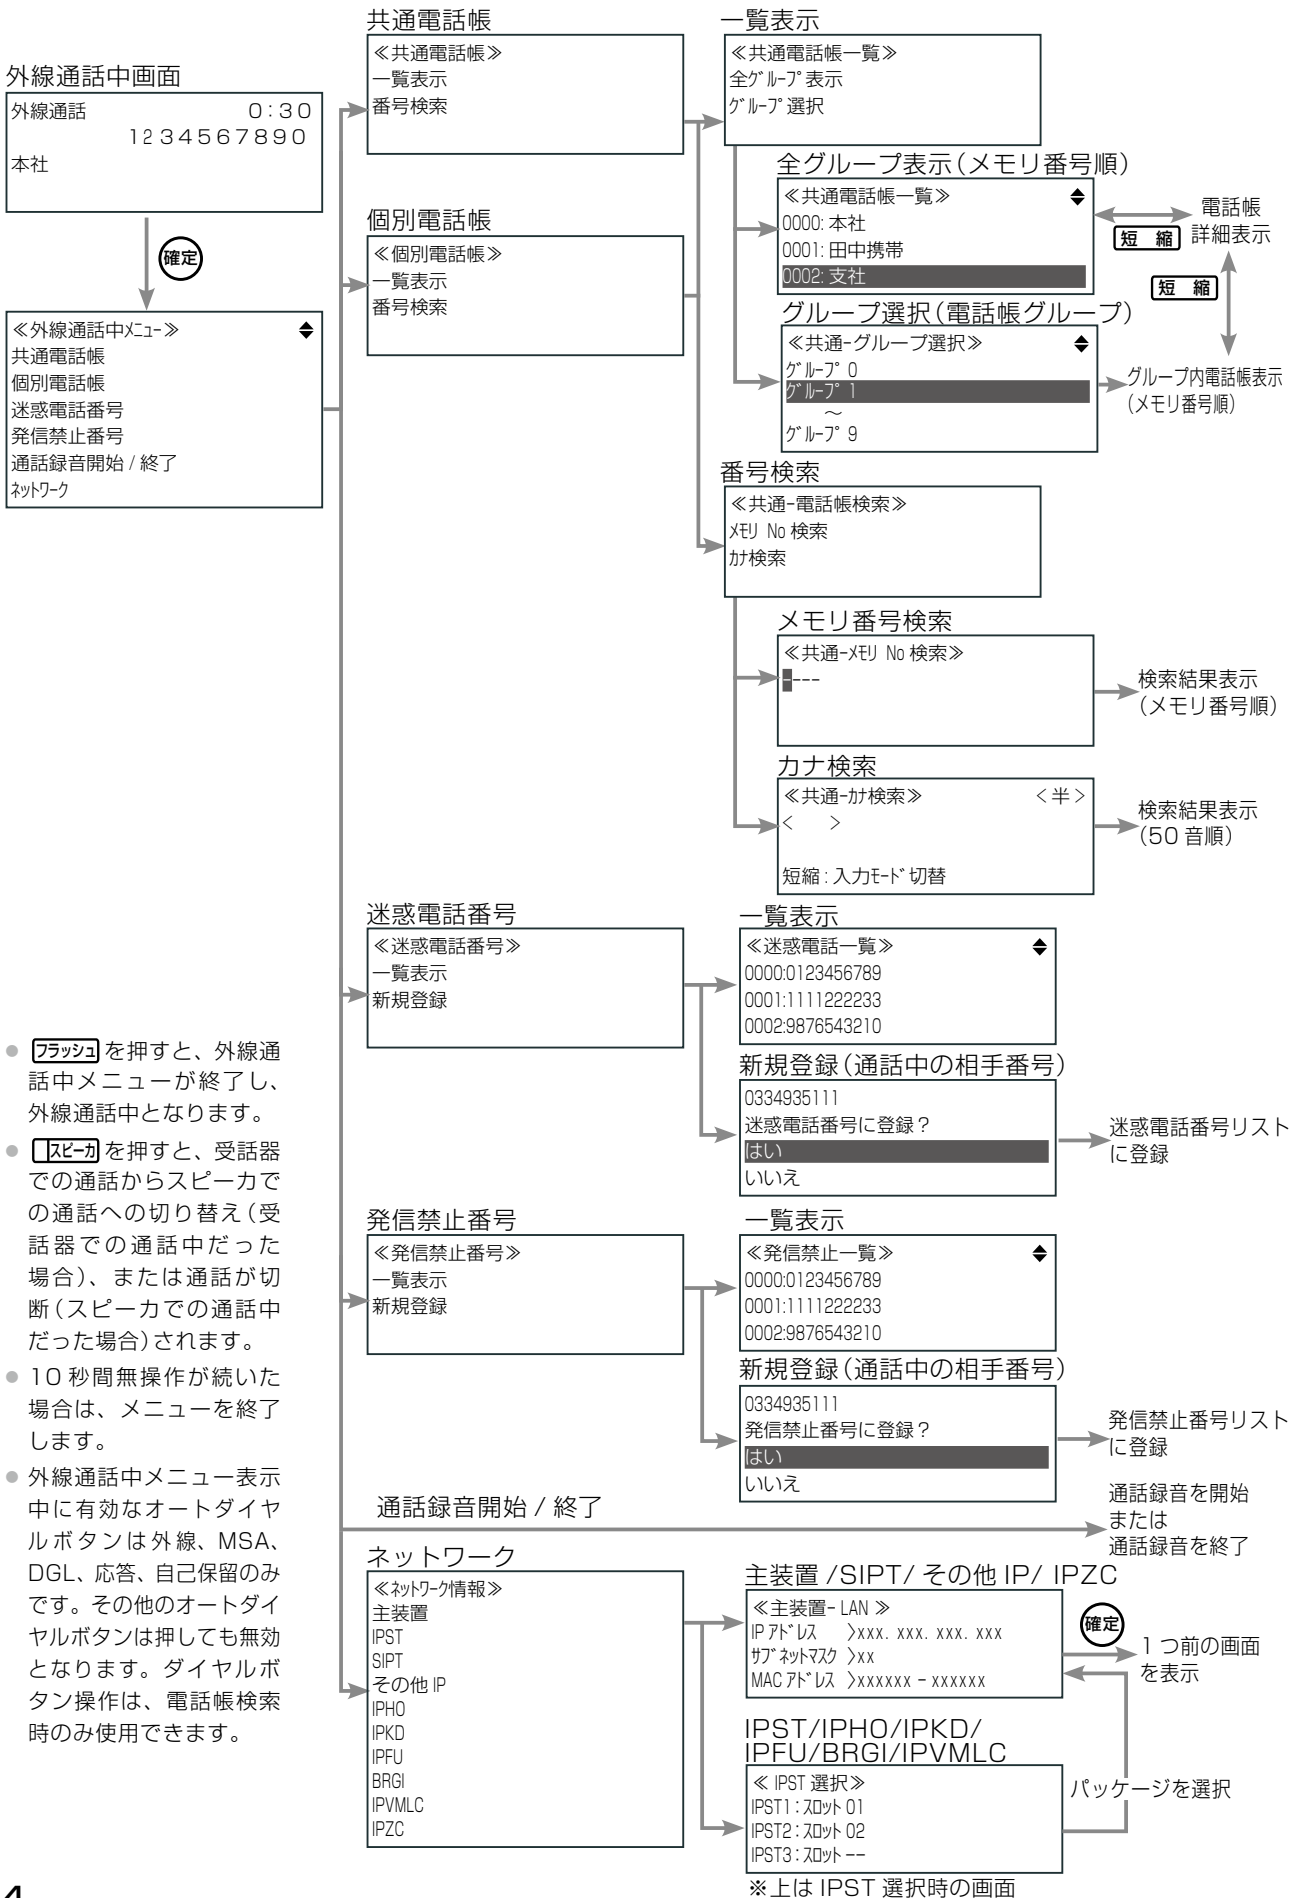 外線通話中画面
外線通話 0:30
1234567890
本社
確定
≪外線通話中ﾒﾆｭｰ≫
共通電話帳
個別電話帳
迷惑電話番号
発信禁止番号
通話録音開始 / 終了
ﾈｯﾄﾜｰｸ
共通電話帳
≪共通電話帳≫
一覧表示
番号検索
個別電話帳
≪個別電話帳≫
一覧表示
番号検索
一覧表示
≪共通電話帳一覧≫
全ｸﾞﾙｰﾌﾟ表示
ｸﾞﾙｰﾌﾟ選択
全グループ表示(メモリ番号順)
≪共通電話帳一覧≫
0000: 本社
0001: 田中携帯
0002: 支社
短 縮
電話帳
詳細表示
短 縮
グループ選択(電話帳グループ)
≪共通-グループ選択≫
ｸﾞﾙｰﾌﾟ 0
ｸﾞﾙｰﾌﾟ 1
～
ｸﾞﾙｰﾌﾟ 9
グループ内電話帳表示
(メモリ番号順)
番号検索
≪共通-電話帳検索≫
ﾒﾓﾘ No 検索
ｶﾅ検索
メモリ番号検索
≪共通-ﾒﾓﾘ No 検索≫
----
検索結果表示
(メモリ番号順)
カナ検索
≪共通-ｶﾅ検索≫ <半>
< >
短縮 : 入力ﾓｰﾄﾞ切替
検索結果表示
(50 音順)
迷惑電話番号
≪迷惑電話番号≫
一覧表示
新規登録
一覧表示
≪迷惑電話一覧≫
0000:0123456789
0001:1111222233
0002:9876543210
新規登録(通話中の相手番号)
0334935111
迷惑電話番号に登録？
はい
いいえ
迷惑電話番号リスト
に登録
発信禁止番号
≪発信禁止番号≫
一覧表示
新規登録
一覧表示
≪発信禁止一覧≫
0000:0123456789
0001:1111222233
0002:9876543210
新規登録(通話中の相手番号)
0334935111
発信禁止番号に登録？
はい
いいえ
発信禁止番号リスト
に登録
通話録音開始 / 終了
通話録音を開始
または
通話録音を終了
ネットワーク
≪ﾈｯﾄﾜｰｸ情報≫
主装置
IPST
SIPT
その他 IP
IPHO
IPKD
IPFU
BRGI
IPVMLC
IPZC
主装置 /SIPT/ その他 IP/ IPZC
≪主装置- LAN ≫
IP ｱﾄﾞﾚｽ 〉xxx. xxx. xxx. xxx
ｻﾌﾞﾈｯﾄﾏｽｸ 〉xx
MAC ｱﾄﾞﾚｽ 〉xxxxxx - xxxxxx
確定
1 つ前の画面
を表示
IPST/IPHO/IPKD/
IPFU/BRGI/IPVMLC
≪ IPST 選択≫
IPST1 : ｽﾛｯﾄ 01
IPST2 : ｽﾛｯﾄ 02
IPST3 : ｽﾛｯﾄ --
パッケージを選択
※上は IPST 選択時の画面
● フラッシュ を押すと、外線通
話中メニューが終了し、
外線通話中となります。
● スピーカ を押すと、受話器
での通話からスピーカで
の通話への切り替え(受
話器での通話中だった
場合)、または通話が切
断(スピーカでの通話中
だった場合)されます。
● 10 秒間無操作が続いた
場合は、メニューを終了
します。
● 外線通話中メニュー表示
中に有効なオートダイヤ
ルボタンは外線、MSA、
DGL、応答、自己保留のみ
です。その他のオートダイ
ヤルボタンは押しても無効
となります。ダイヤルボ
タン操作は、電話帳検索
時のみ使用できます。